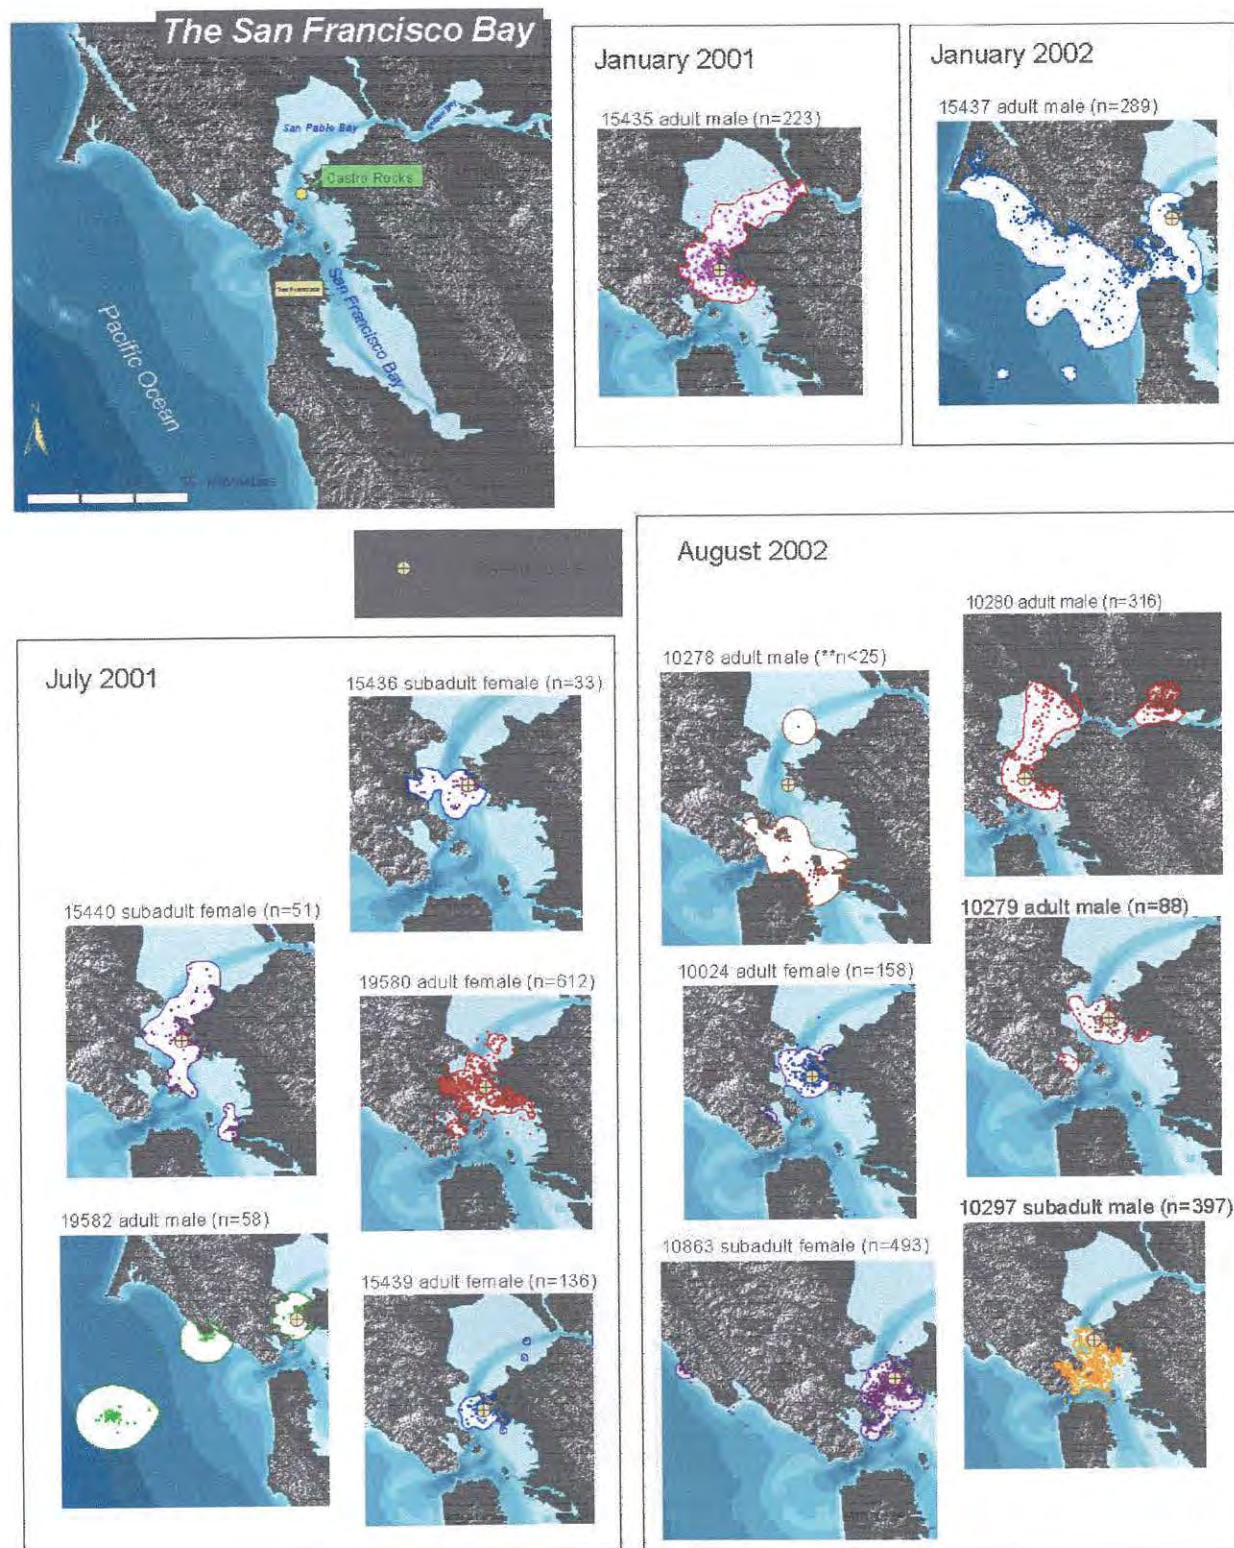 The San Francisco Bay
San Pablo Bay
Castro Rocks
San Francisco
San Francisco Bay
Pacific Ocean
N
January 2001
15435 adult male (n=223)
January 2002
15437 adult male (n=289)
July 2001
15436 subadult female (n=33)
15440 subadult female (n=51)
19580 adult female (n=612)
19582 adult male (n=58)
15439 adult female (n=136)
August 2002
10278 adult male (**n<25)
10280 adult male (n=316)
10279 adult male (n=88)
10024 adult female (n=158)
10863 subadult female (n=493)
10297 subadult male (n=397)